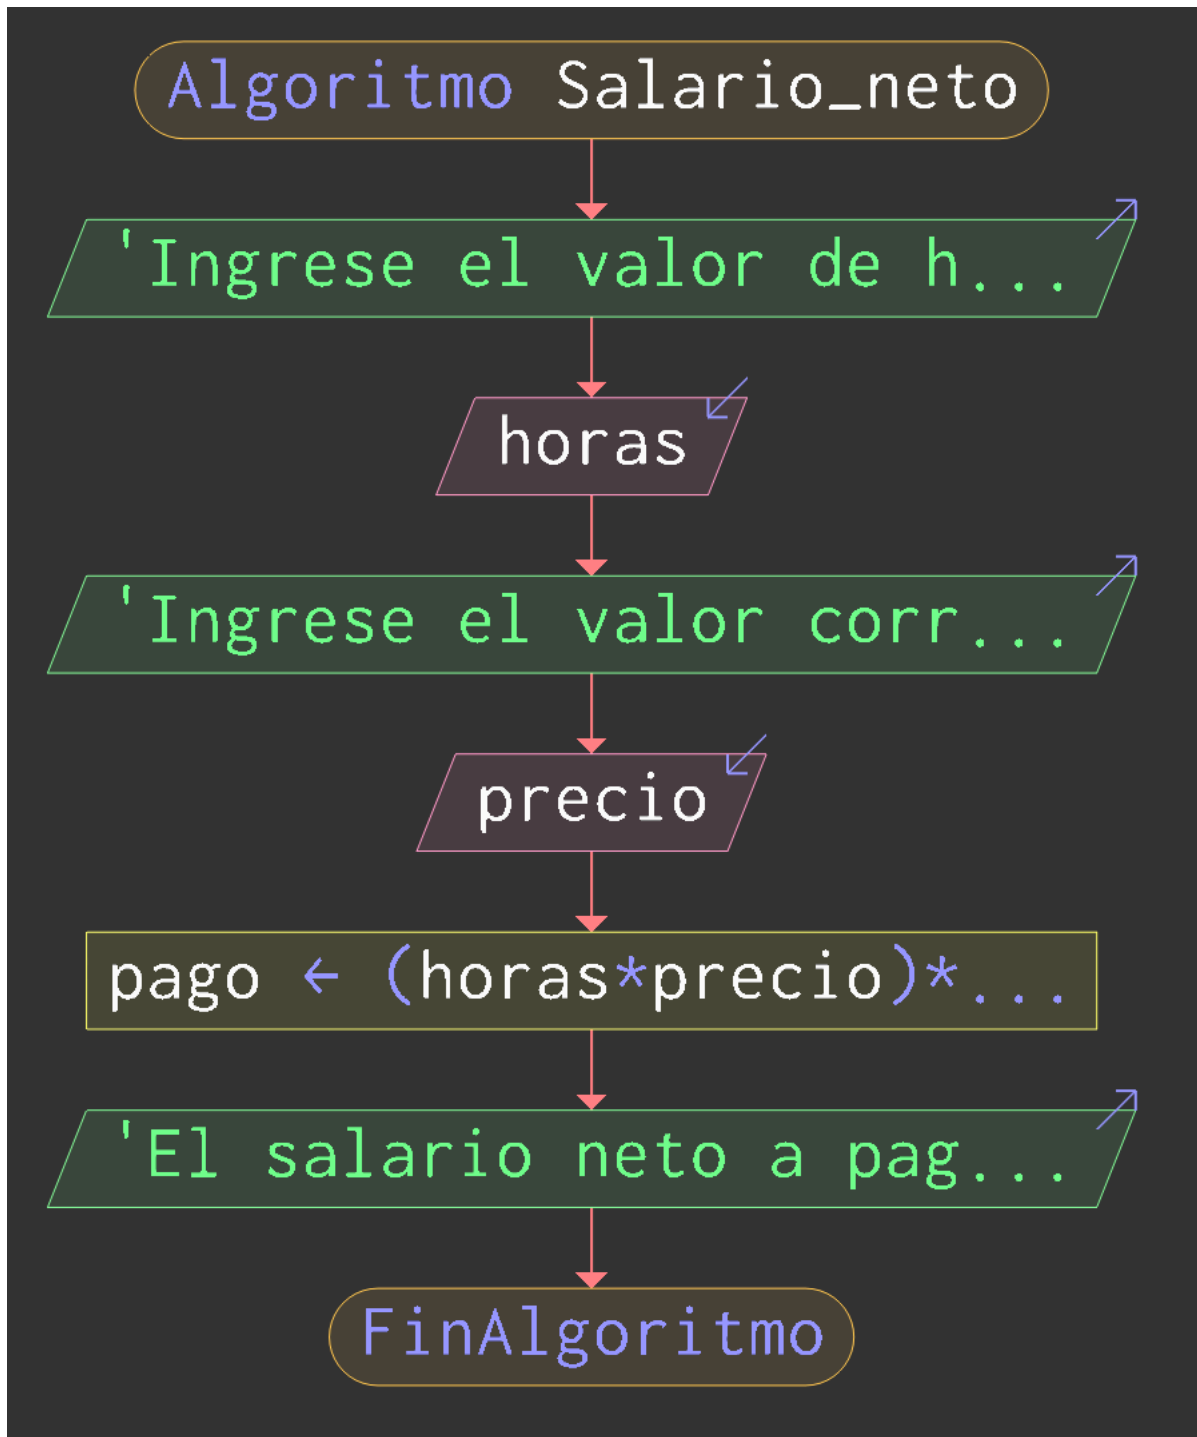 Algoritmo Salario_neto
'Ingrese el valor de h...
horas
'Ingrese el valor corr...
precio
pago ← (horas*precio)*...
'El salario neto a pag...
FinAlgoritmo